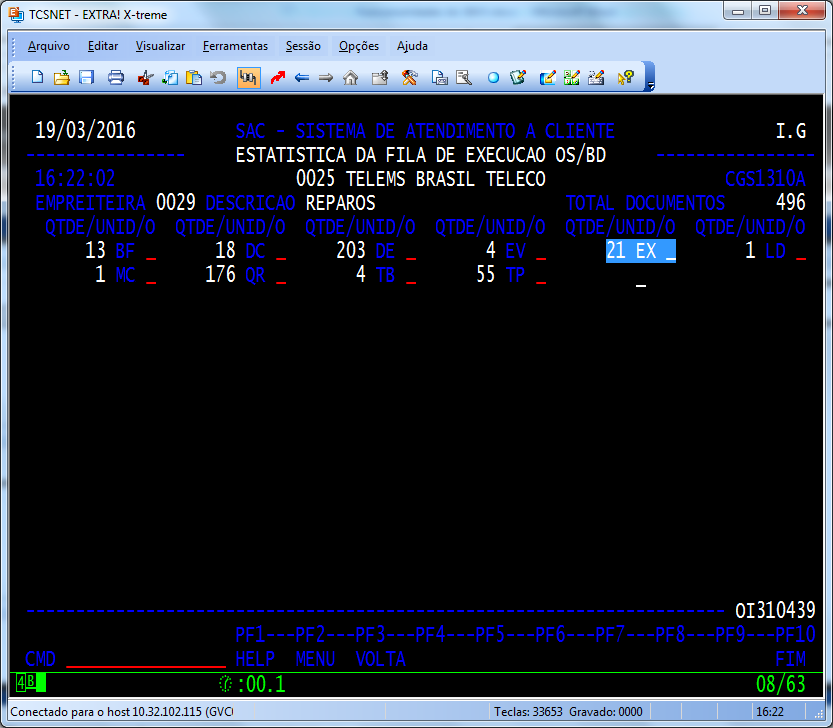 TCSNET - EXTRA! X-treme
Arquivo Editar Visualizar Ferramentas Sessão Opções Ajuda
19/03/2016 SAC - SISTEMA DE ATENDIMENTO A CLIENTE I.G
---------------- ESTATISTICA DA FILA DE EXECUCAO OS/BD ----------------
16:22:02 0025 TELEMS BRASIL TELECO CGS1310A
EMPREITEIRA 0029 DESCRICAO REPAROS TOTAL DOCUMENTOS 496
QTDE/UNID/O QTDE/UNID/O QTDE/UNID/O QTDE/UNID/O QTDE/UNID/O QTDE/UNID/O
13 BF _ 18 DC _ 203 DE _ 4 EV _ 21 EX _ 1 LD _
1 MC _ 176 QR _ 4 TB _ 55 TP _ _
---------------------------------------------------------------------- OI310439
PF1---PF2---PF3---PF4---PF5---PF6---PF7---PF8---PF9---PF10
CMD ________________ HELP MENU VOLTA FIM
4B :00.1 08/63
Conectado para o host 10.32.102.115 (GVC Teclas: 33653 Gravado: 0000 16:22